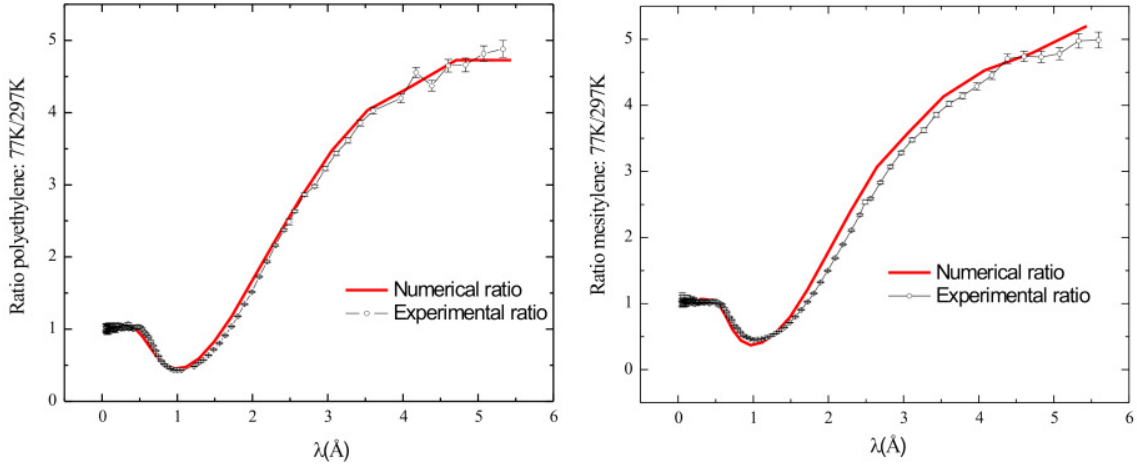 Ratio polyethylene: 77K/297K
5
4
3
2
1
0
Numerical ratio
Experimental ratio
0 1 2 3 4 5 6
λ(Å)
Ratio mesitylene: 77K/297K
5
4
3
2
1
0
Numerical ratio
Experimental ratio
0 1 2 3 4 5 6
λ(Å)